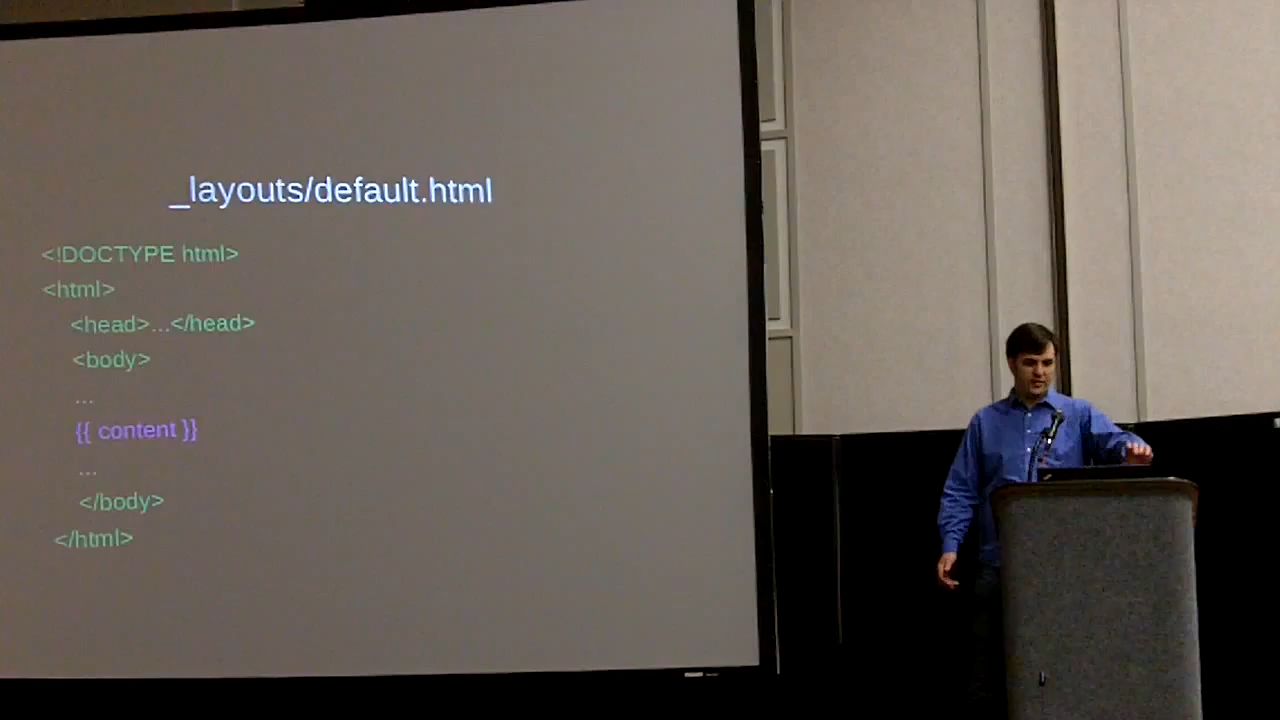 _layouts/default.html
<!DOCTYPE html>
<html>
<head>...</head>
<body>
...
{{ content }}
...
</body>
</html>